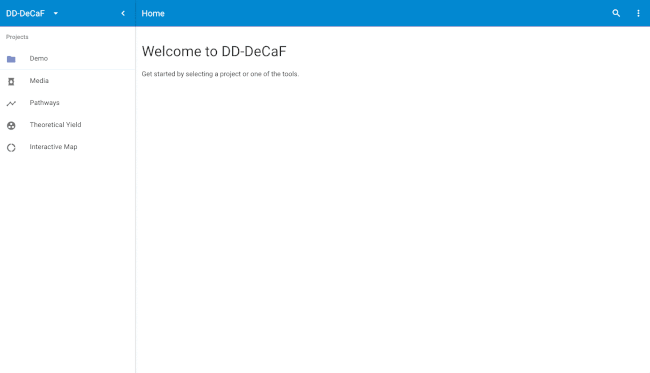 DD-DeCaF
Home
Projects
Demo
Media
Pathways
Theoretical Yield
Interactive Map
Welcome to DD-DeCaF
Get started by selecting a project or one of the tools.